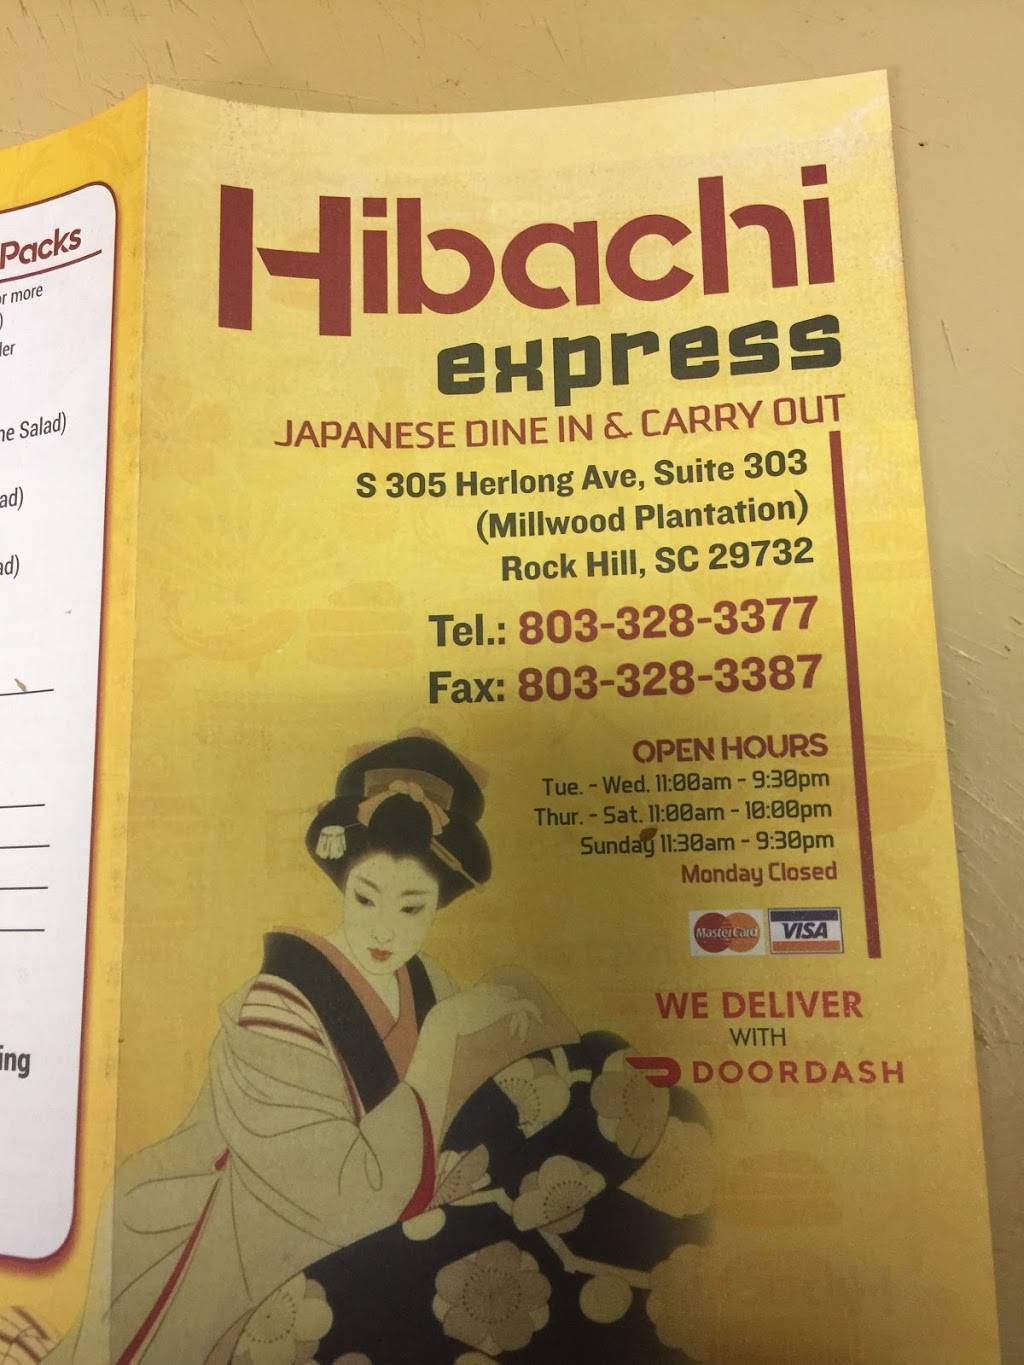 Packs
or more
)
he Salad)
ad)
ad)
ing
Hibachi
express
JAPANESE DINE IN & CARRY OUT
S 305 Herlong Ave, Suite 303
(Millwood Plantation)
Rock Hill, SC 29732
Tel.: 803-328-3377
Fax: 803-328-3387
OPEN HOURS
Tue. - Wed. 11:00am - 9:30pm
Thur. - Sat. 11:00am - 10:00pm
Sunday 11:30am - 9:30pm
Monday Closed
MasterCard VISA
WE DELIVER
WITH
DOORDASH